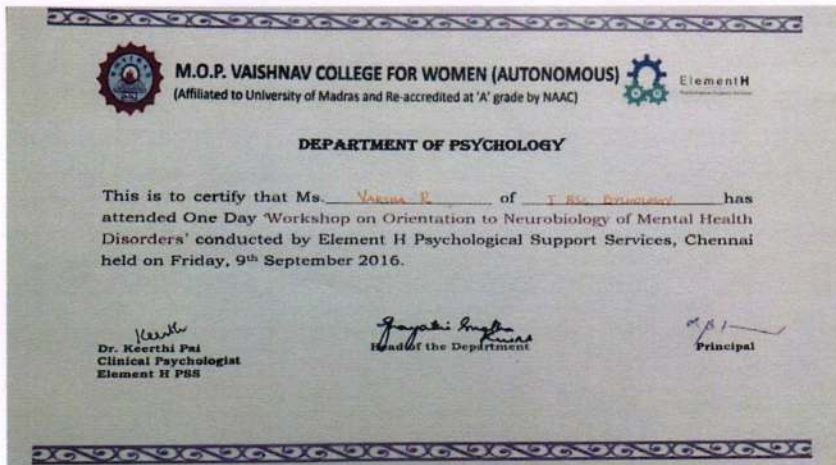 M.O.P. VAISHNAV COLLEGE FOR WOMEN (AUTONOMOUS)
(Affiliated to University of Madras and Re-accredited at 'A' grade by NAAC)
Element H
DEPARTMENT OF PSYCHOLOGY
This is to certify that Ms. Varsha R of I BSc Psychology has
attended One Day 'Workshop on Orientation to Neurobiology of Mental Health
Disorders' conducted by Element H Psychological Support Services, Chennai
held on Friday, 9th September 2016.
Keerthi
Dr. Keerthi Pai
Clinical Psychologist
Element H PSS
Head of the Department
Principal